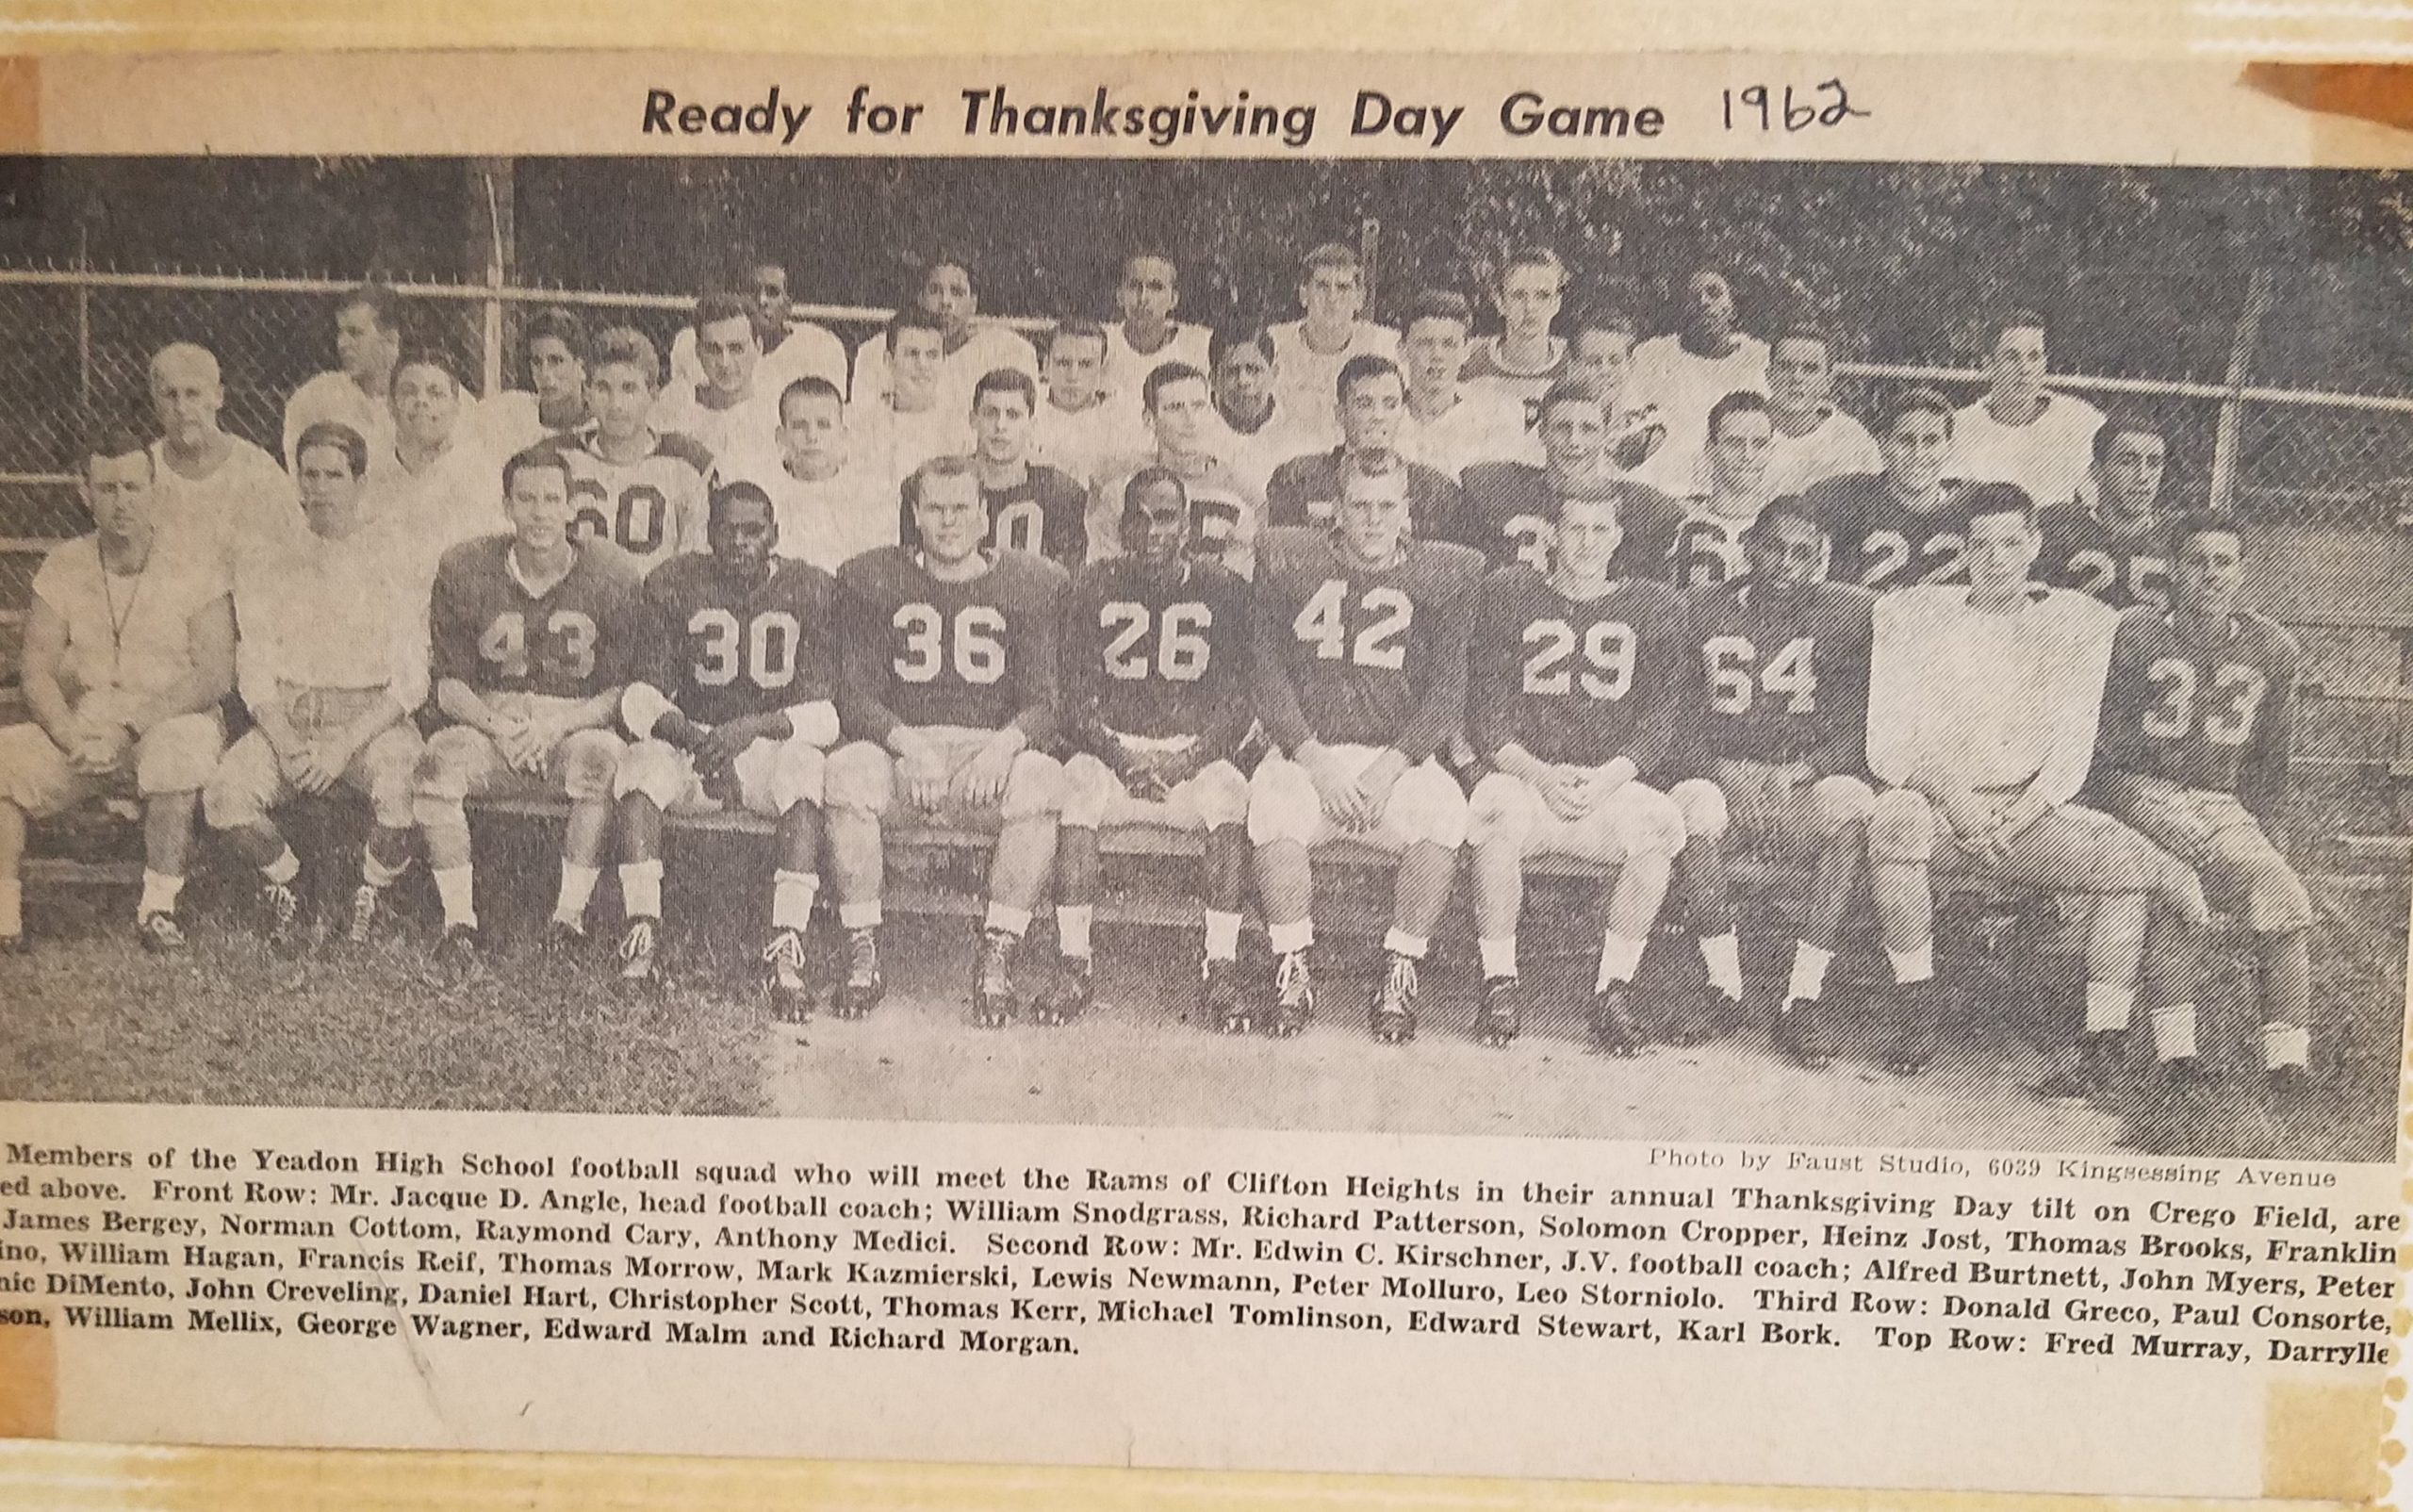 Ready for Thanksgiving Day Game 1962
60
0
5
3
6
22
25
43
30
36
26
42
29
64
33
Photo by Faust Studio, 6039 Kingsessing Avenue
Members of the Yeadon High School football squad who will meet the Rams of Clifton Heights in their annual Thanksgiving Day tilt on Crego Field, are
ed above. Front Row: Mr. Jacque D. Angle, head football coach; William Snodgrass, Richard Patterson, Solomon Cropper, Heinz Jost, Thomas Brooks, Franklin
James Bergey, Norman Cottom, Raymond Cary, Anthony Medici. Second Row: Mr. Edwin C. Kirschner, J.V. football coach; Alfred Burtnett, John Myers, Peter
ino, William Hagan, Francis Reif, Thomas Morrow, Mark Kazmierski, Lewis Newmann, Peter Molluro, Leo Storniolo. Third Row: Donald Greco, Paul Consorte,
nic DiMento, John Creveling, Daniel Hart, Christopher Scott, Thomas Kerr, Michael Tomlinson, Edward Stewart, Karl Bork. Top Row: Fred Murray, Darrylle
son, William Mellix, George Wagner, Edward Malm and Richard Morgan.